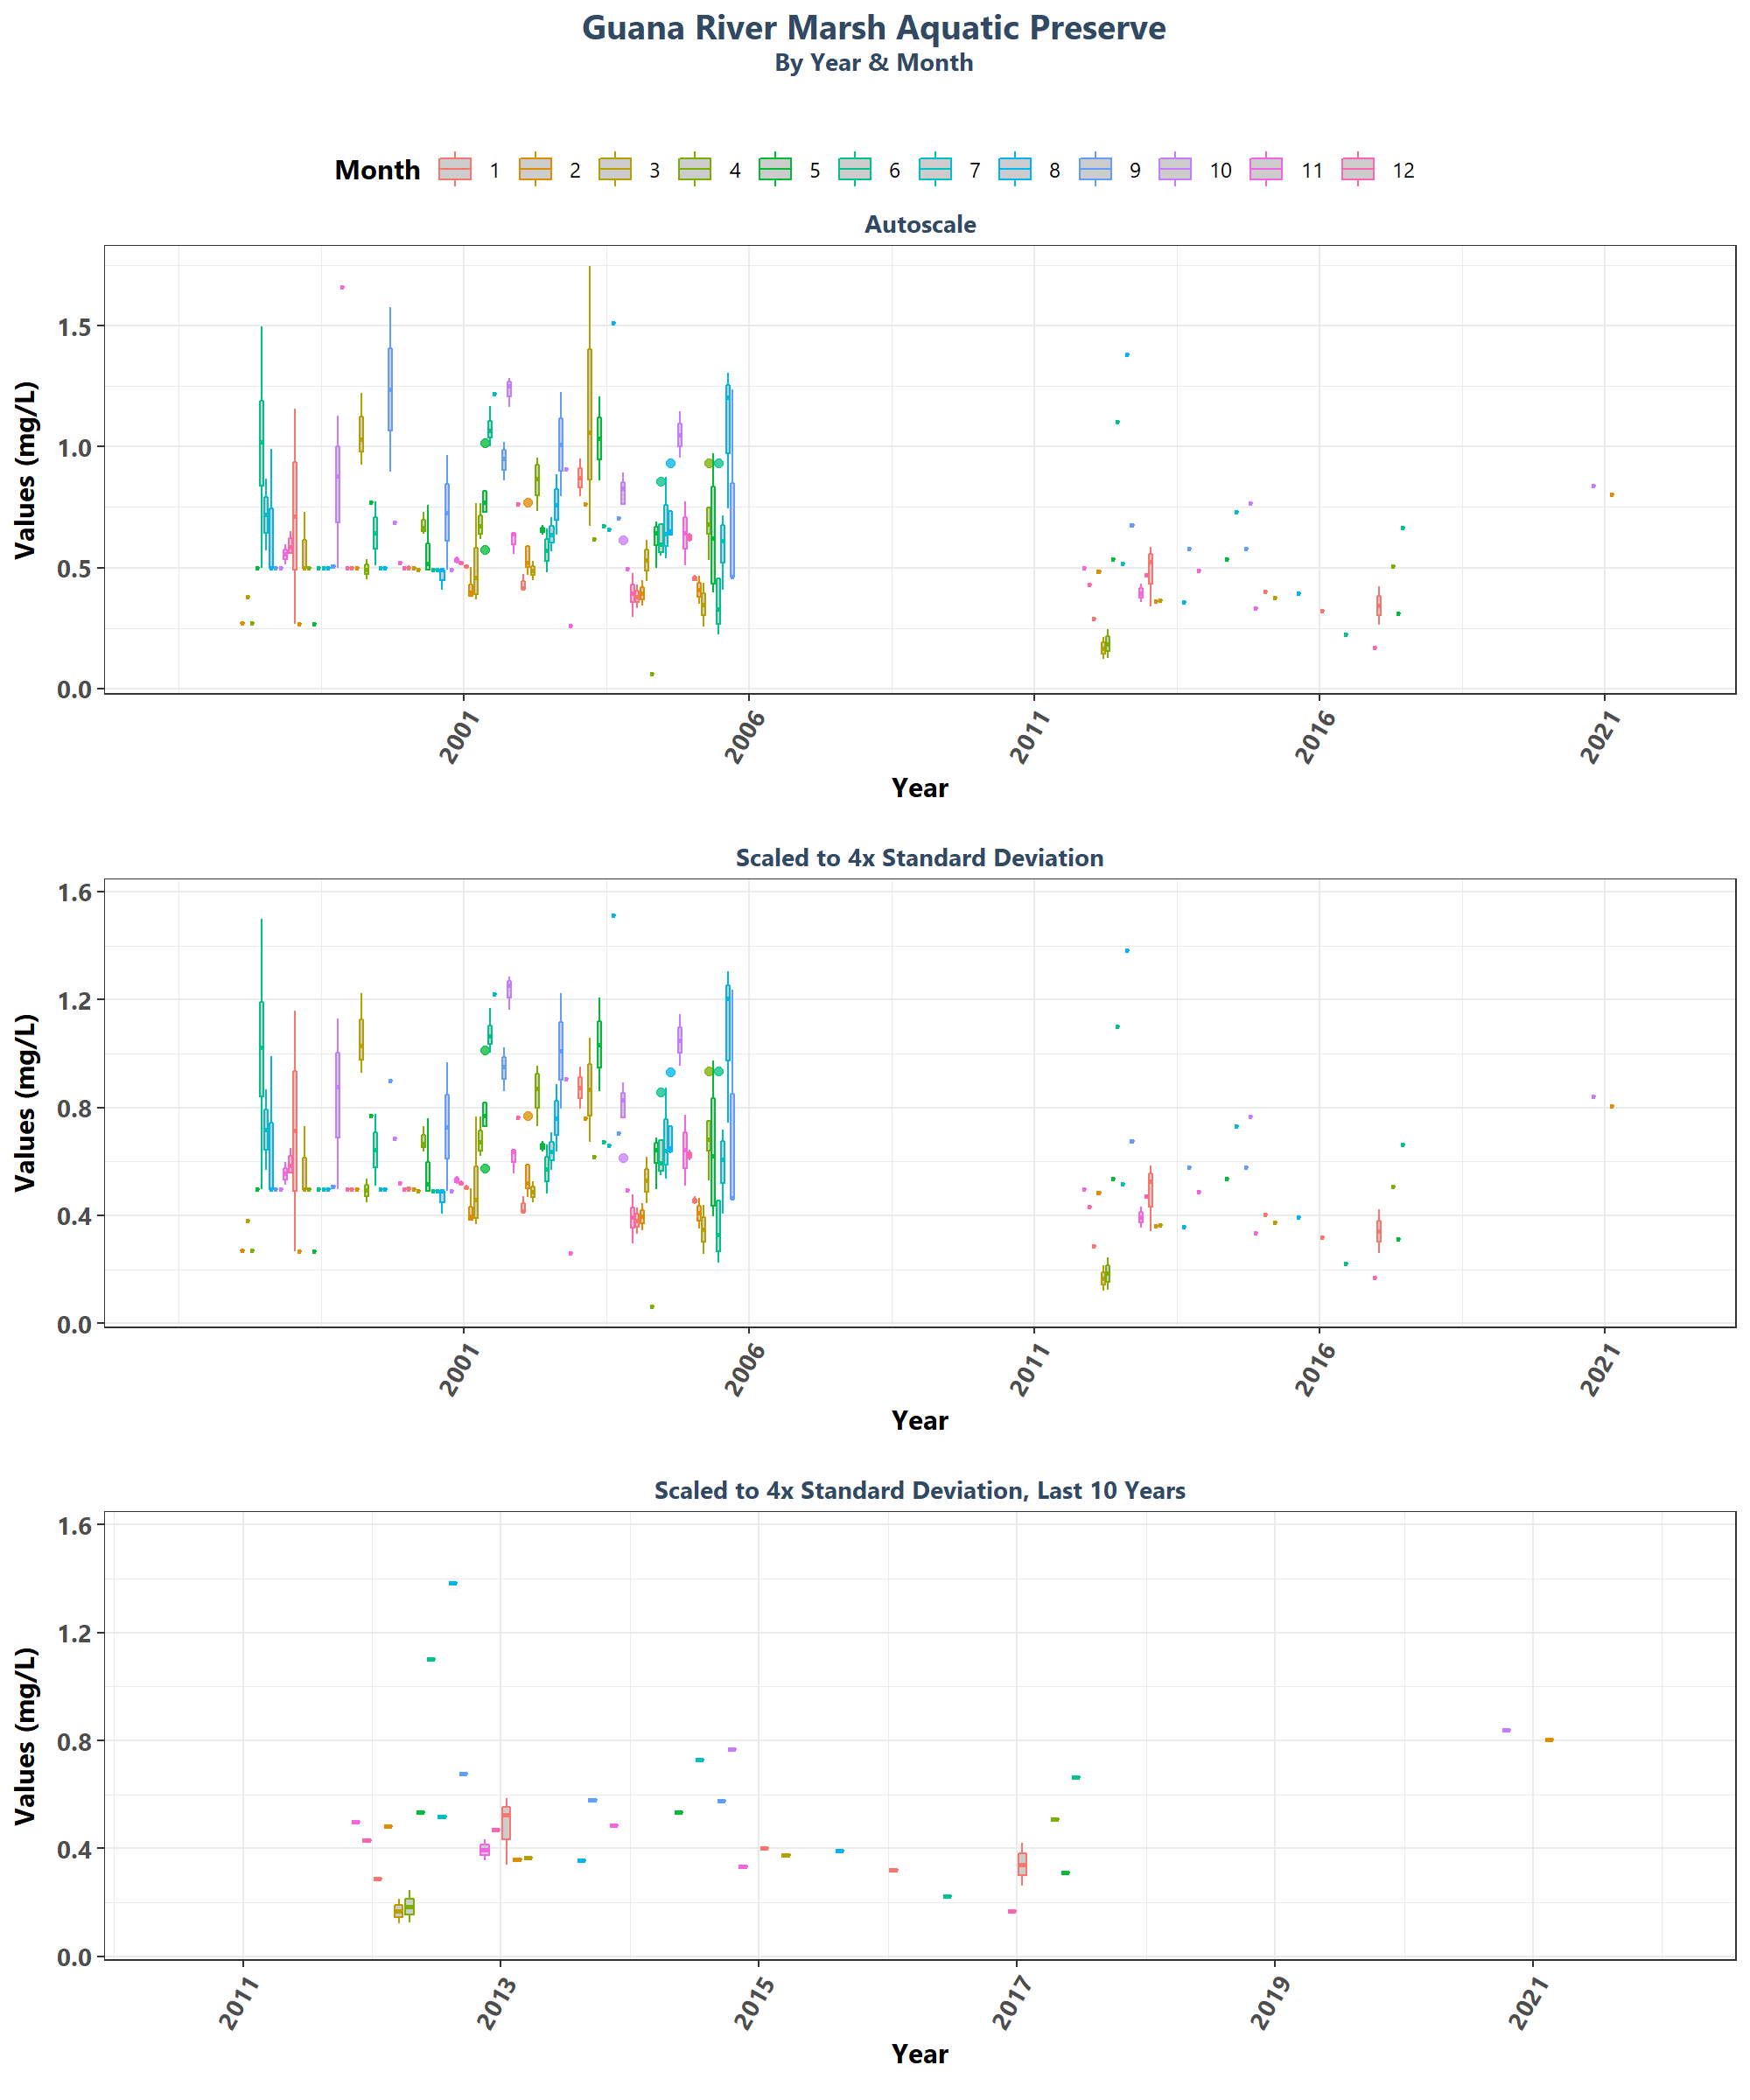 Guana River Marsh Aquatic Preserve
By Year & Month
Month 1 2 3 4 5 6 7 8 9 10 11 12
Autoscale
Values (mg/L)
1.5
1.0
0.5
0.0
2001 2006 2011 2016 2021
Year
Scaled to 4x Standard Deviation
Values (mg/L)
1.6
1.2
0.8
0.4
0.0
2001 2006 2011 2016 2021
Year
Scaled to 4x Standard Deviation, Last 10 Years
Values (mg/L)
1.6
1.2
0.8
0.4
0.0
2011 2013 2015 2017 2019 2021
Year